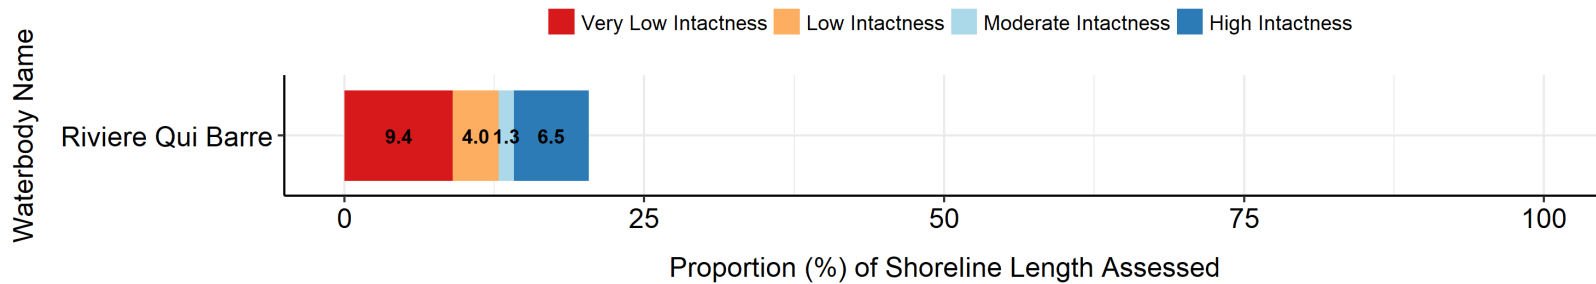 Very Low Intactness Low Intactness Moderate Intactness High Intactness
Waterbody Name
Riviere Qui Barre
9.4 4.0 1.3 6.5
0 25 50 75 100
Proportion (%) of Shoreline Length Assessed